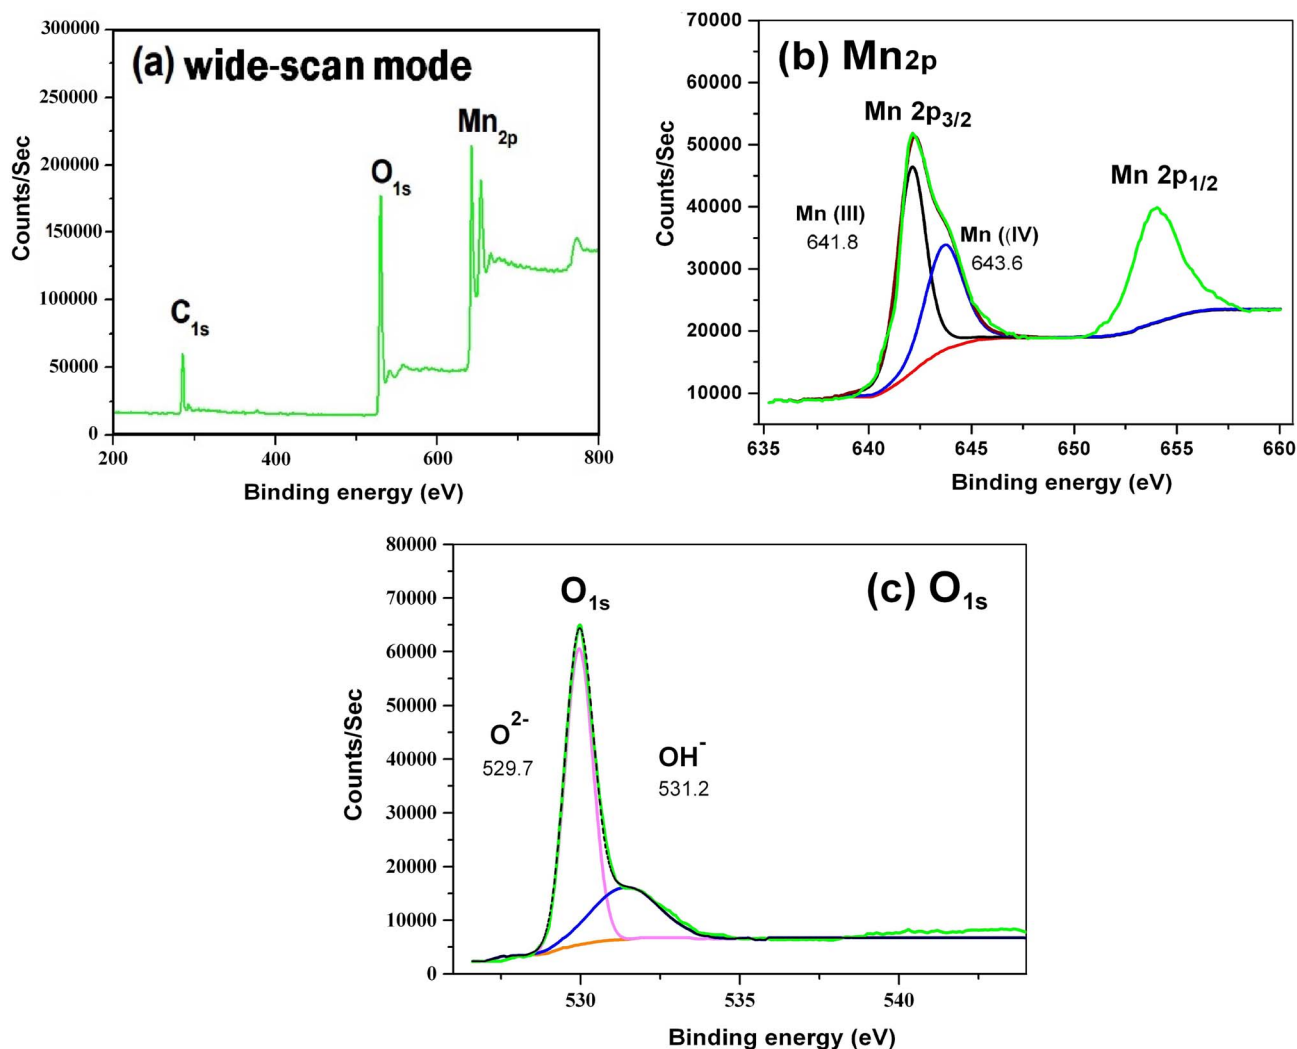 (a) wide-scan mode
300000
250000
200000
150000
100000
50000
0
Counts/Sec
C1s
O1s
Mn2p
200
400
600
800
Binding energy (eV)
(b) Mn2p
70000
60000
50000
40000
30000
20000
10000
Counts/Sec
Mn 2p3/2
Mn 2p1/2
Mn (III)
641.8
Mn ((IV)
643.6
635
640
645
650
655
660
Binding energy (eV)
(c) O1s
80000
70000
60000
50000
40000
30000
20000
10000
0
Counts/Sec
O1s
O2-
529.7
OH-
531.2
530
535
540
Binding energy (eV)